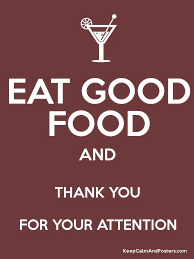 EAT GOOD
FOOD
AND
THANK YOU
FOR YOUR ATTENTION
KeepCalmAndPosters.com